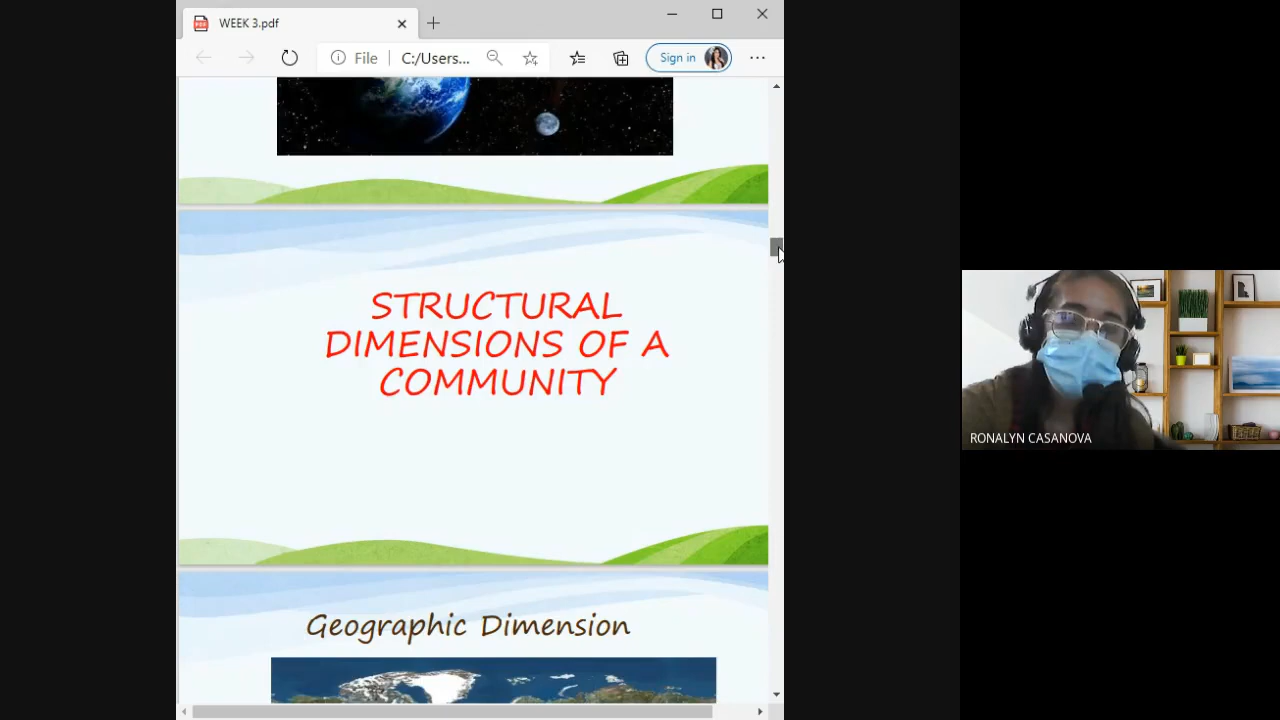 WEEK 3.pdf
File
C:/Users...
Sign in
STRUCTURAL
DIMENSIONS OF A
COMMUNITY
Geographic Dimension
RONALYN CASANOVA